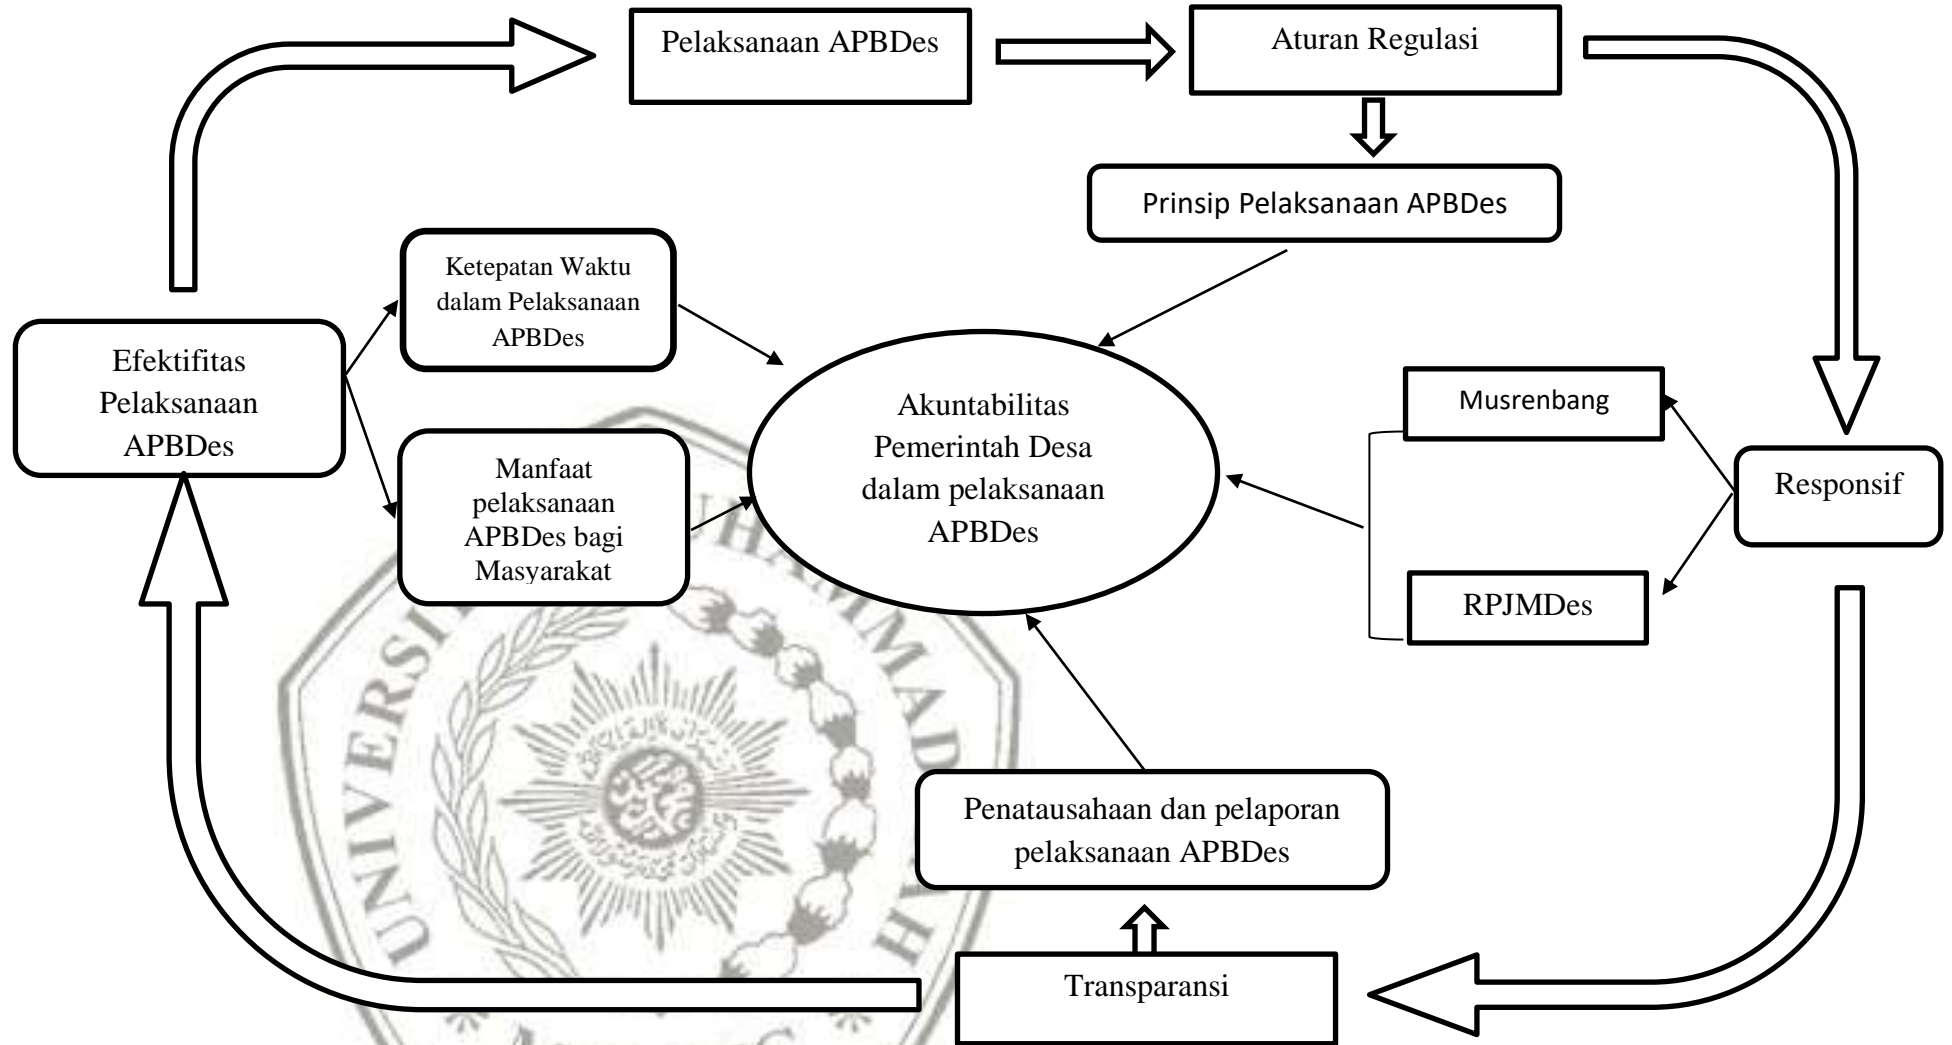 Pelaksanaan APBDes
Aturan Regulasi
Prinsip Pelaksanaan APBDes
Ketepatan Waktu
dalam Pelaksanaan
APBDes
Efektifitas
Pelaksanaan
APBDes
Akuntabilitas
Pemerintah Desa
dalam pelaksanaan
APBDes
Musrenbang
Manfaat
pelaksanaan
APBDes bagi
Masyarakat
Responsif
RPJMDes
Penatausahaan dan pelaporan
pelaksanaan APBDes
Transparansi